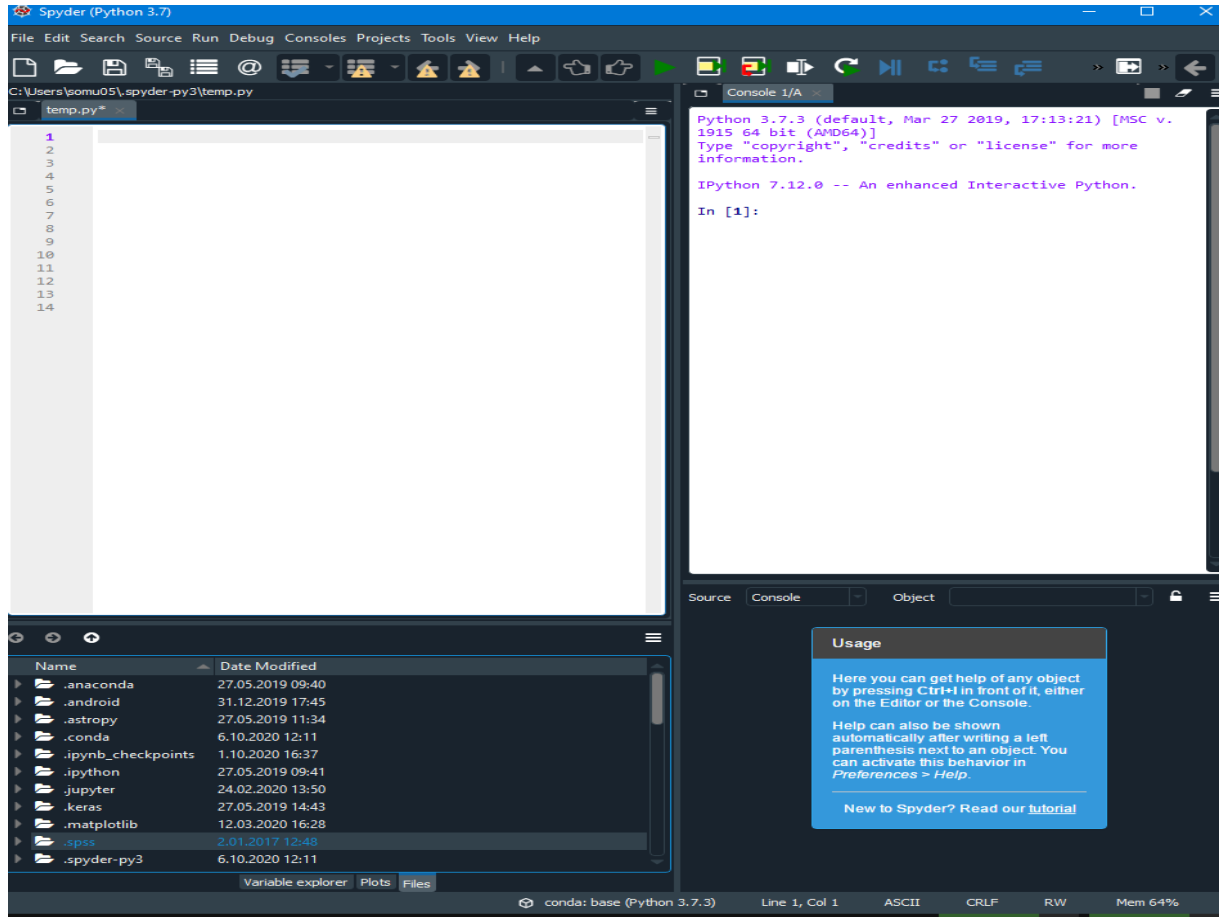 Spyder (Python 3.7)
File Edit Search Source Run Debug Consoles Projects Tools View Help
C:\Users\somu05\.spyder-py3\temp.py
temp.py*
1
2
3
4
5
6
7
8
9
10
11
12
13
14
Console 1/A
Python 3.7.3 (default, Mar 27 2019, 17:13:21) [MSC v.
1915 64 bit (AMD64)]
Type "copyright", "credits" or "license" for more
information.
IPython 7.12.0 -- An enhanced Interactive Python.
In [1]:
Source Console Object
Usage
Here you can get help of any object
by pressing Ctrl+I in front of it, either
on the Editor or the Console.
Help can also be shown
automatically after writing a left
parenthesis next to an object. You
can activate this behavior in
Preferences > Help.
New to Spyder? Read our tutorial
Name Date Modified
.anaconda 27.05.2019 09:40
.android 31.12.2019 17:45
.astropy 27.05.2019 11:34
.conda 6.10.2020 12:11
.ipynb_checkpoints 1.10.2020 16:37
.ipython 27.05.2019 09:41
.jupyter 24.02.2020 13:50
.keras 27.05.2019 14:43
.matplotlib 12.03.2020 16:28
.spss 2.01.2017 12:48
.spyder-py3 6.10.2020 12:11
Variable explorer Plots Files
conda: base (Python 3.7.3) Line 1, Col 1 ASCII CRLF RW Mem 64%